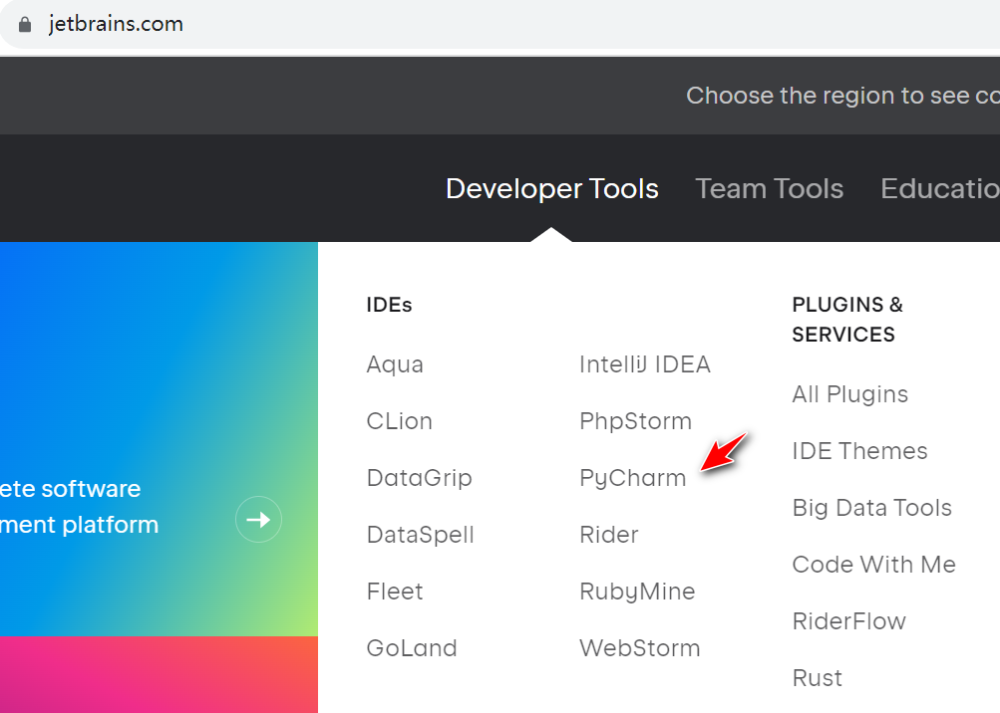 jetbrains.com
Choose the region to see co
Developer Tools Team Tools Educatio
ete software
ment platform
IDEs
Aqua
CLion
DataGrip
DataSpell
Fleet
GoLand
IntelliJ IDEA
PhpStorm
PyCharm
Rider
RubyMine
WebStorm
PLUGINS &
SERVICES
All Plugins
IDE Themes
Big Data Tools
Code With Me
RiderFlow
Rust